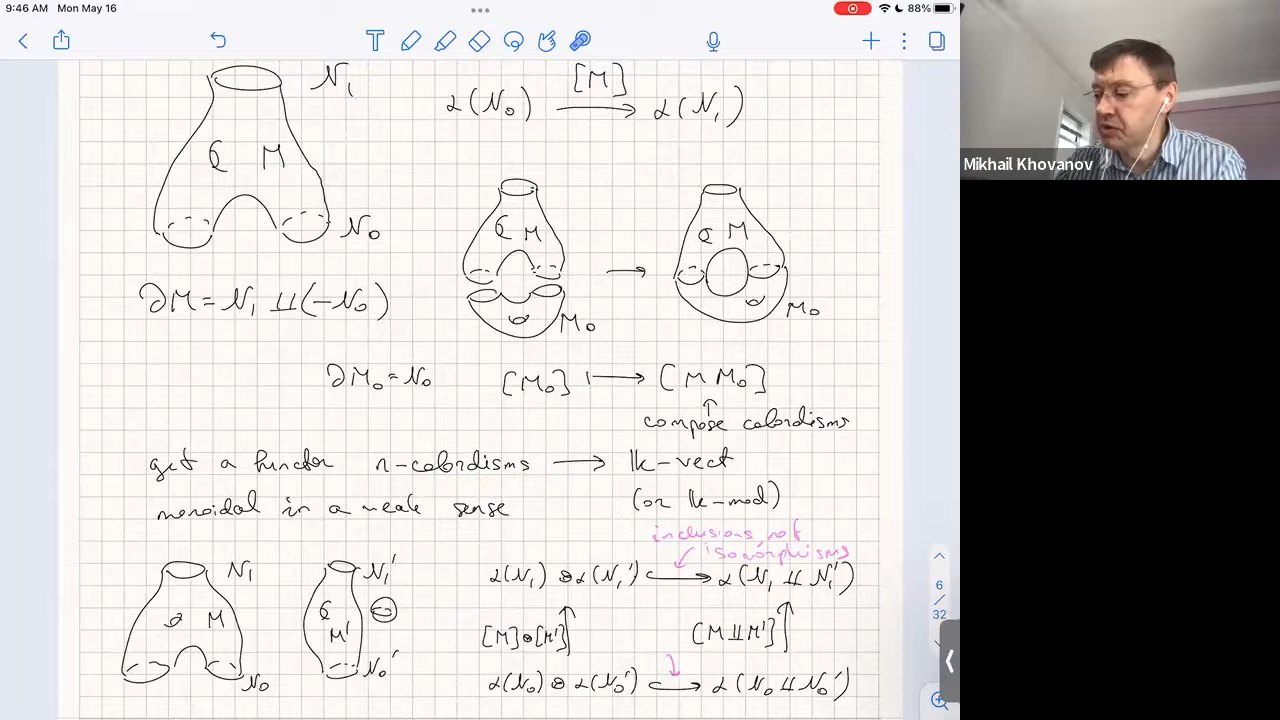 9:46 AM Mon May 16
88%
Mikhail Khovanov
N₁
[M]
α(N₀) ⟶ α(N₁)
M
N₀
M
M
∂M = N₁ ⊔ (-N₀)
M₀
M₀
∂M₀ = N₀ [M₀] ⟼ [M M₀]
↑
compose cobordisms
get a functor n-cobordisms ⟶ 𝕜-vect
monoidal in a weak sense (or 𝕜-mod)
inclusions, not
isomorphisms
N₁ N₁' α(N₁) ⊗ α(N₁') ↪ α(N₁ ⊔ N₁')
M M' [M]⊗[M'] ↑ [M ⊔ M'] ↑
N₀ N₀' α(N₀) ⊗ α(N₀') ↪ α(N₀ ⊔ N₀')
6
/
32